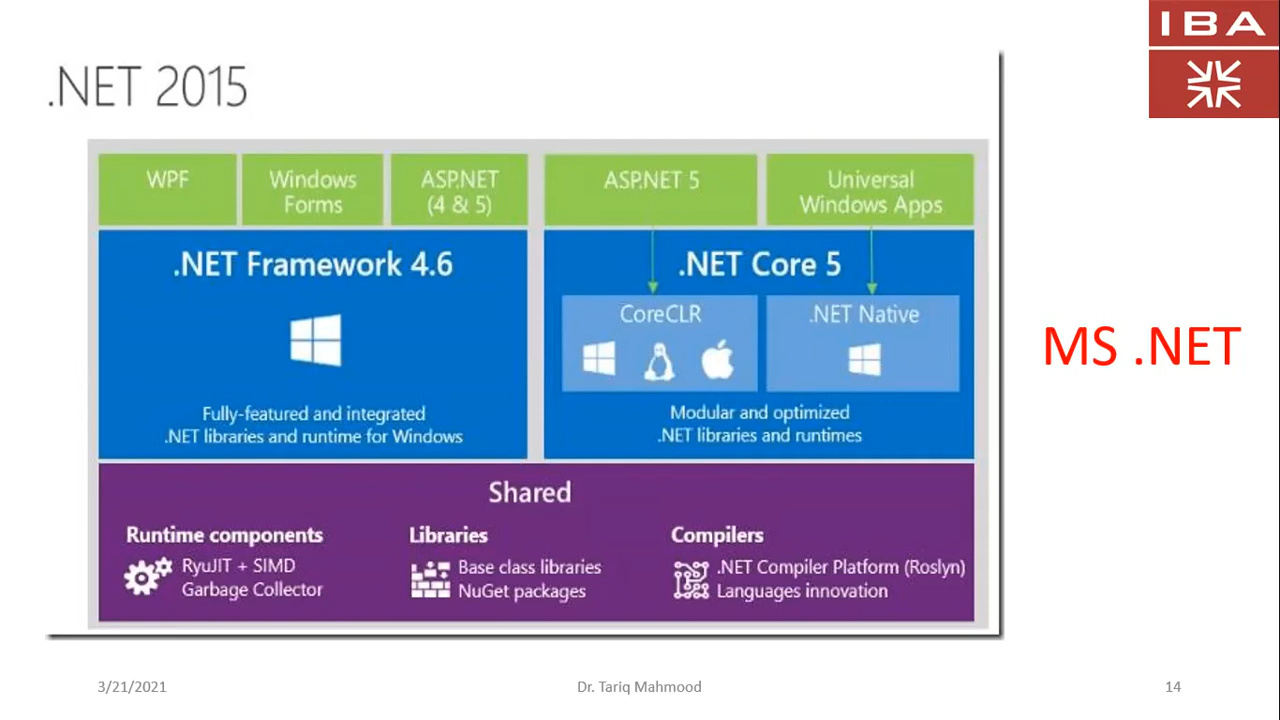 IBA
.NET 2015
WPF
Windows
Forms
ASP.NET
(4 & 5)
ASP.NET 5
Universal
Windows Apps
.NET Framework 4.6
Fully-featured and integrated
.NET libraries and runtime for Windows
.NET Core 5
CoreCLR
.NET Native
Modular and optimized
.NET libraries and runtimes
MS .NET
Shared
Runtime components
RyuJIT + SIMD
Garbage Collector
Libraries
Base class libraries
NuGet packages
Compilers
.NET Compiler Platform (Roslyn)
Languages innovation
3/21/2021
Dr. Tariq Mahmood
14